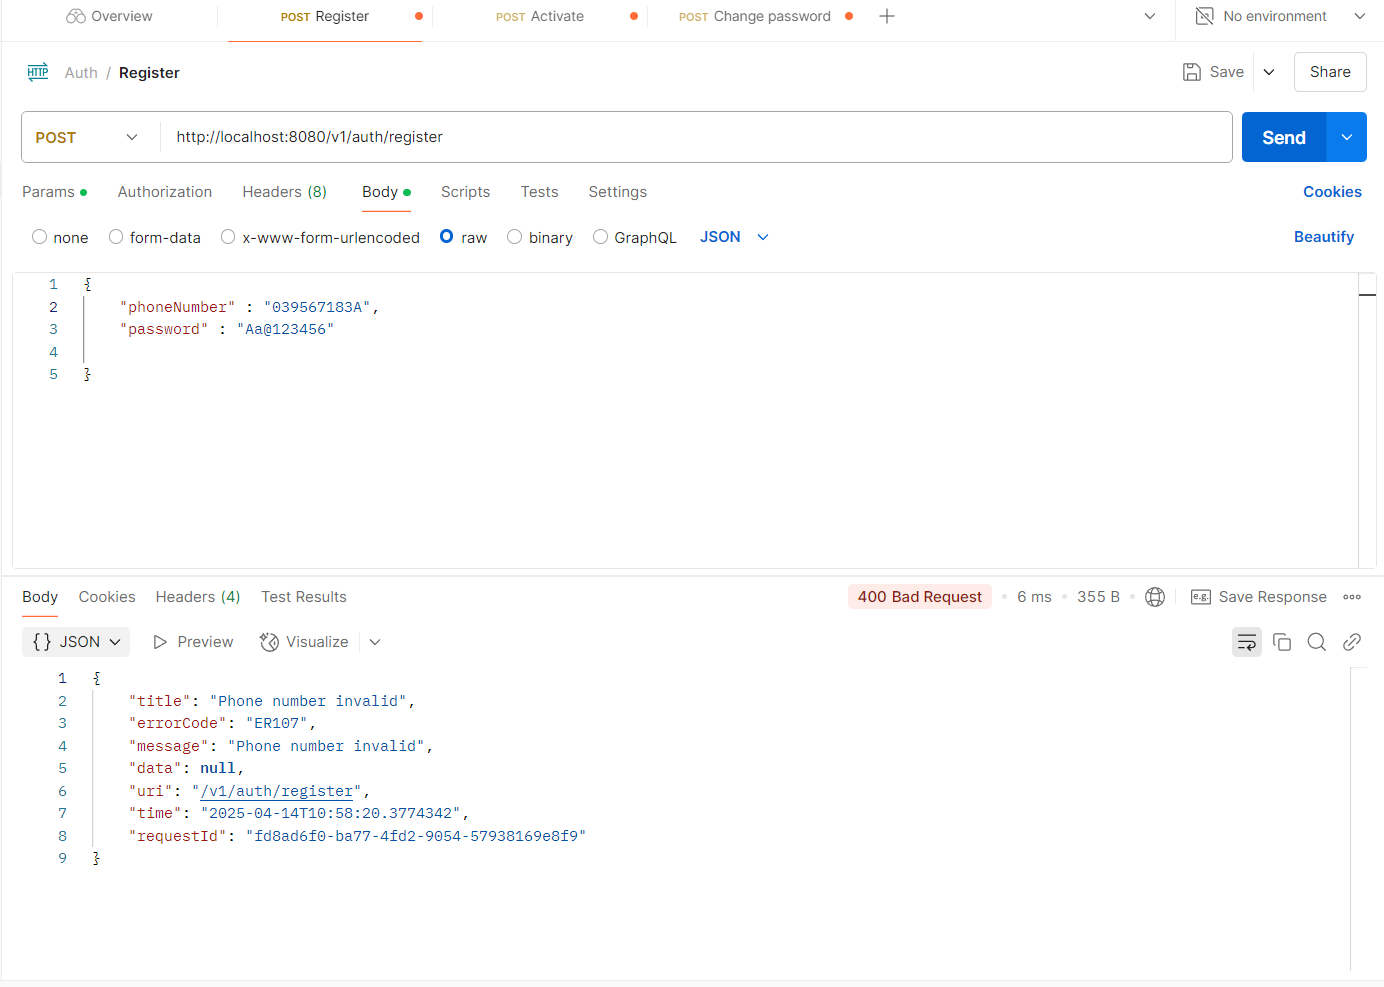 Overview
POST Register
POST Activate
POST Change password
No environment
HTTP Auth / Register
Save
Share
POST
http://localhost:8080/v1/auth/register
Send
Params
Authorization
Headers (8)
Body
Scripts
Tests
Settings
Cookies
none
form-data
x-www-form-urlencoded
raw
binary
GraphQL
JSON
Beautify
1 {
2 "phoneNumber" : "039567183A",
3 "password" : "Aa@123456"
4
5 }
Body
Cookies
Headers (4)
Test Results
400 Bad Request
6 ms
355 B
e.g. Save Response
{} JSON
Preview
Visualize
1 {
2 "title": "Phone number invalid",
3 "errorCode": "ER107",
4 "message": "Phone number invalid",
5 "data": null,
6 "uri": "/v1/auth/register",
7 "time": "2025-04-14T10:58:20.3774342",
8 "requestId": "fd8ad6f0-ba77-4fd2-9054-57938169e8f9"
9 }